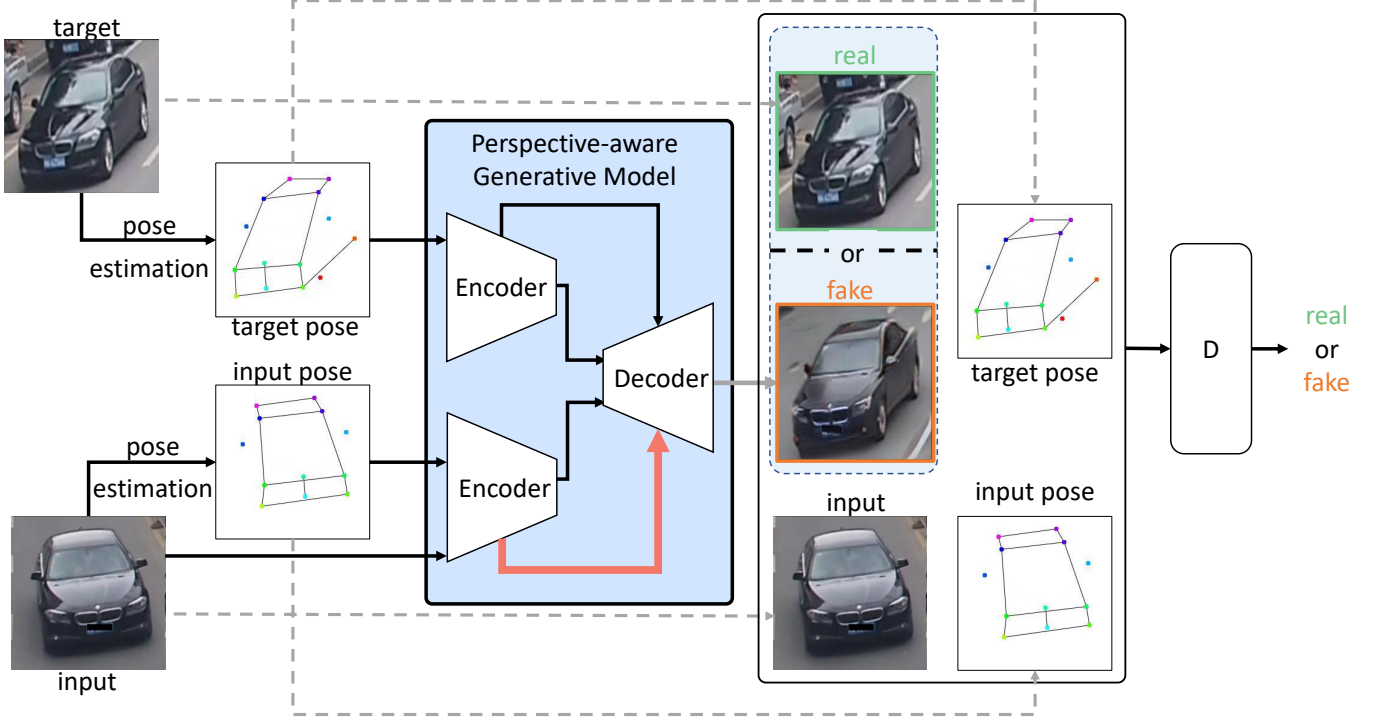 target
pose
estimation
target pose
input pose
pose
estimation
input
Perspective-aware
Generative Model
Encoder
Encoder
Decoder
real
or
fake
input
target pose
input pose
D
real
or
fake